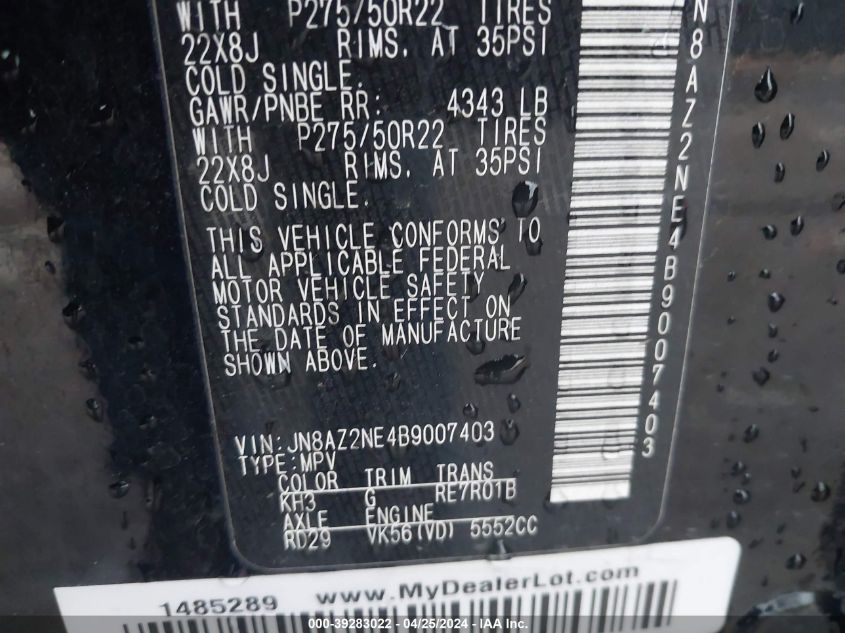 WITH P275/50R22 TIRES
22X8J RIMS. AT 35PSI
COLD SINGLE.
GAWR/PNBE RR: 4343 LB
WITH P275/50R22 TIRES
22X8J RIMS. AT 35PSI
COLD SINGLE.
THIS VEHICLE CONFORMS TO
ALL APPLICABLE FEDERAL
MOTOR VEHICLE SAFETY
STANDARDS IN EFFECT ON
THE DATE OF MANUFACTURE
SHOWN ABOVE.
VIN:JN8AZ2NE4B9007403
TYPE:MPV
COLOR TRIM TRANS
KH3 G RE7R01B
AXLE ENGINE
RD29 VK56(VD) 5552CC
N8AZ2NE4B9007403
1485289 www.MyDealerLot.com
000-39283022 - 04/25/2024 - IAA Inc.